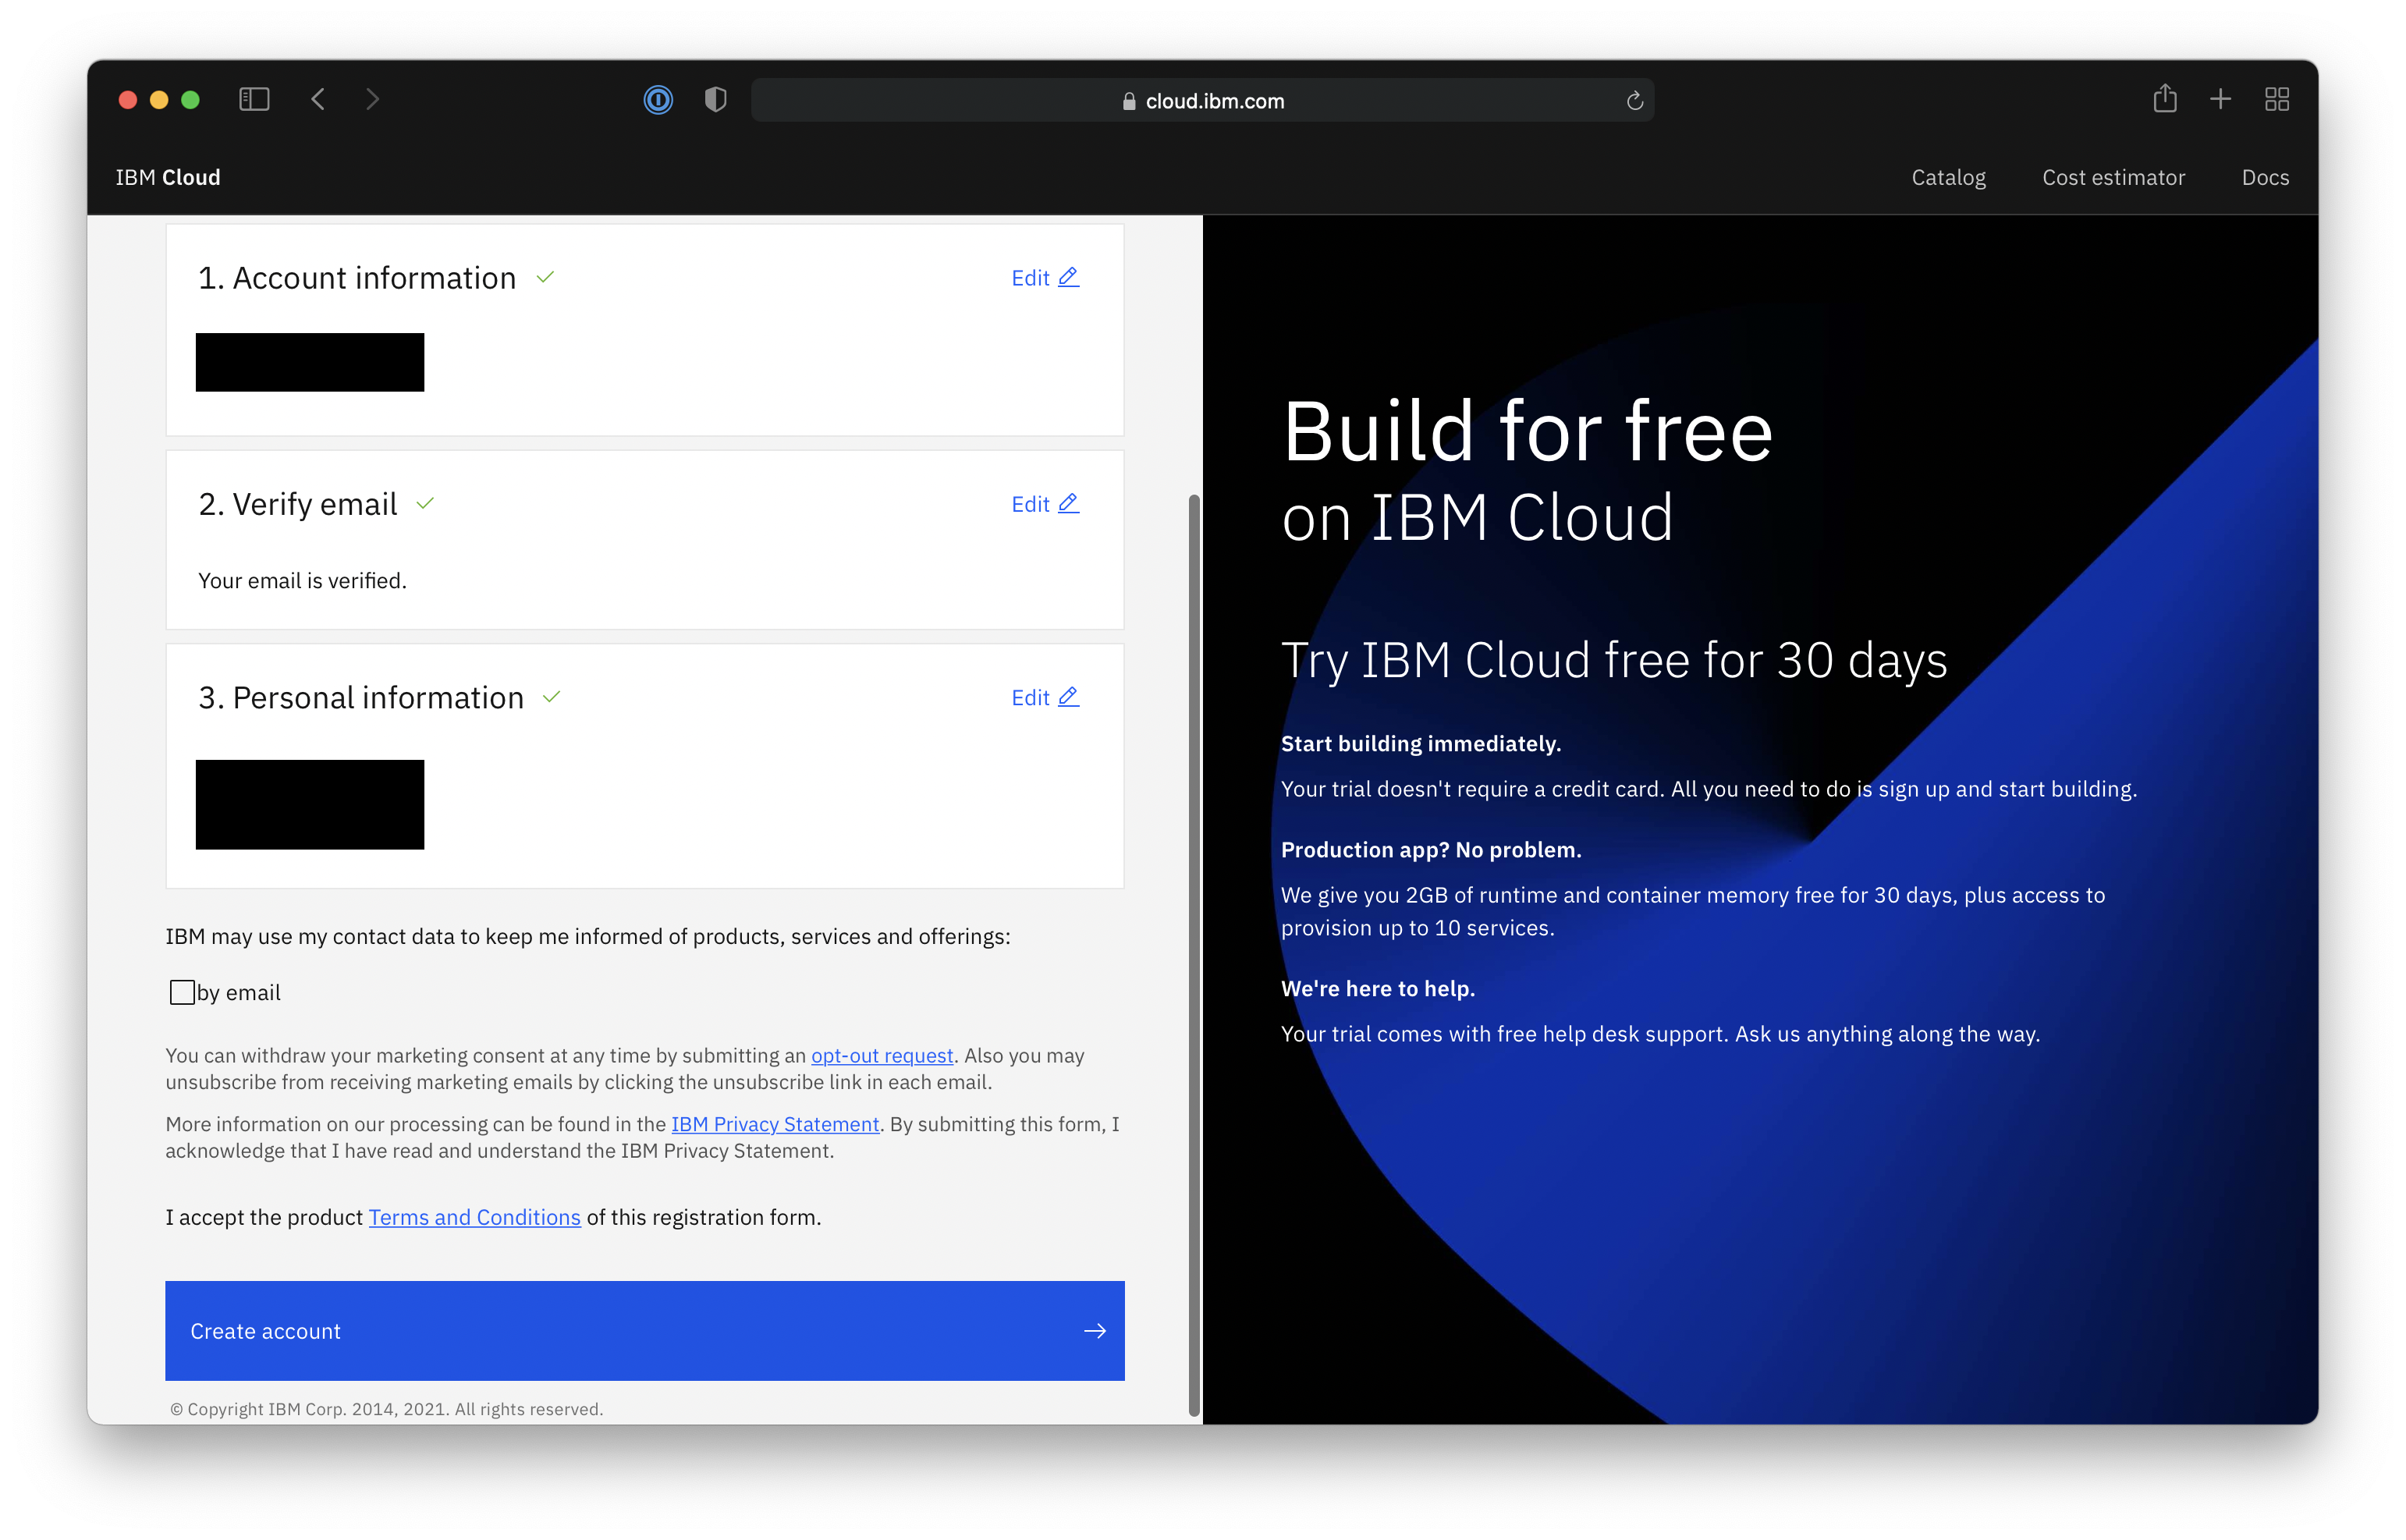 cloud.ibm.com
IBM Cloud
Catalog
Cost estimator
Docs
1. Account information
Edit
2. Verify email
Edit
Your email is verified.
3. Personal information
Edit
IBM may use my contact data to keep me informed of products, services and offerings:
by email
You can withdraw your marketing consent at any time by submitting an opt-out request. Also you may
unsubscribe from receiving marketing emails by clicking the unsubscribe link in each email.
More information on our processing can be found in the IBM Privacy Statement. By submitting this form, I
acknowledge that I have read and understand the IBM Privacy Statement.
I accept the product Terms and Conditions of this registration form.
Create account
© Copyright IBM Corp. 2014, 2021. All rights reserved.
Build for free
on IBM Cloud
Try IBM Cloud free for 30 days
Start building immediately.
Your trial doesn't require a credit card. All you need to do is sign up and start building.
Production app? No problem.
We give you 2GB of runtime and container memory free for 30 days, plus access to
provision up to 10 services.
We're here to help.
Your trial comes with free help desk support. Ask us anything along the way.